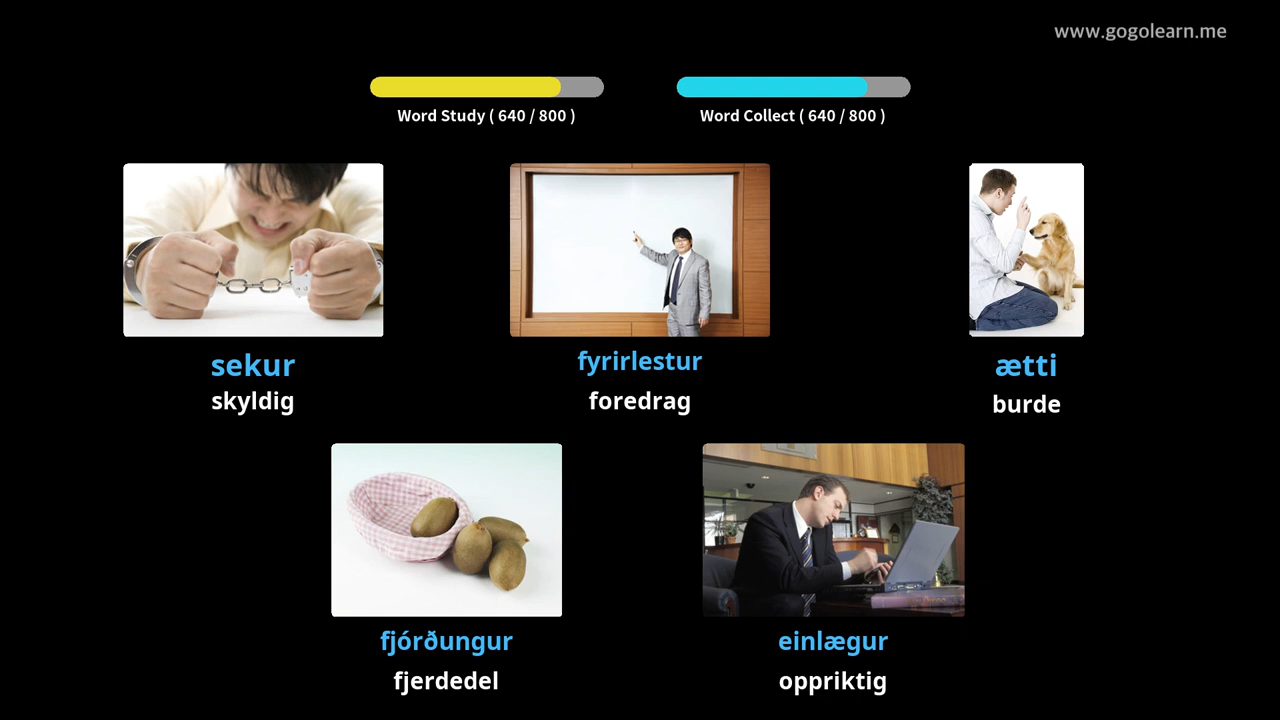 www.gogolearn.me
Word Study ( 640 / 800 )
Word Collect ( 640 / 800 )
sekur
skyldig
fyrirlestur
foredrag
ætti
burde
fjórðungur
fjerdedel
einlægur
oppriktig